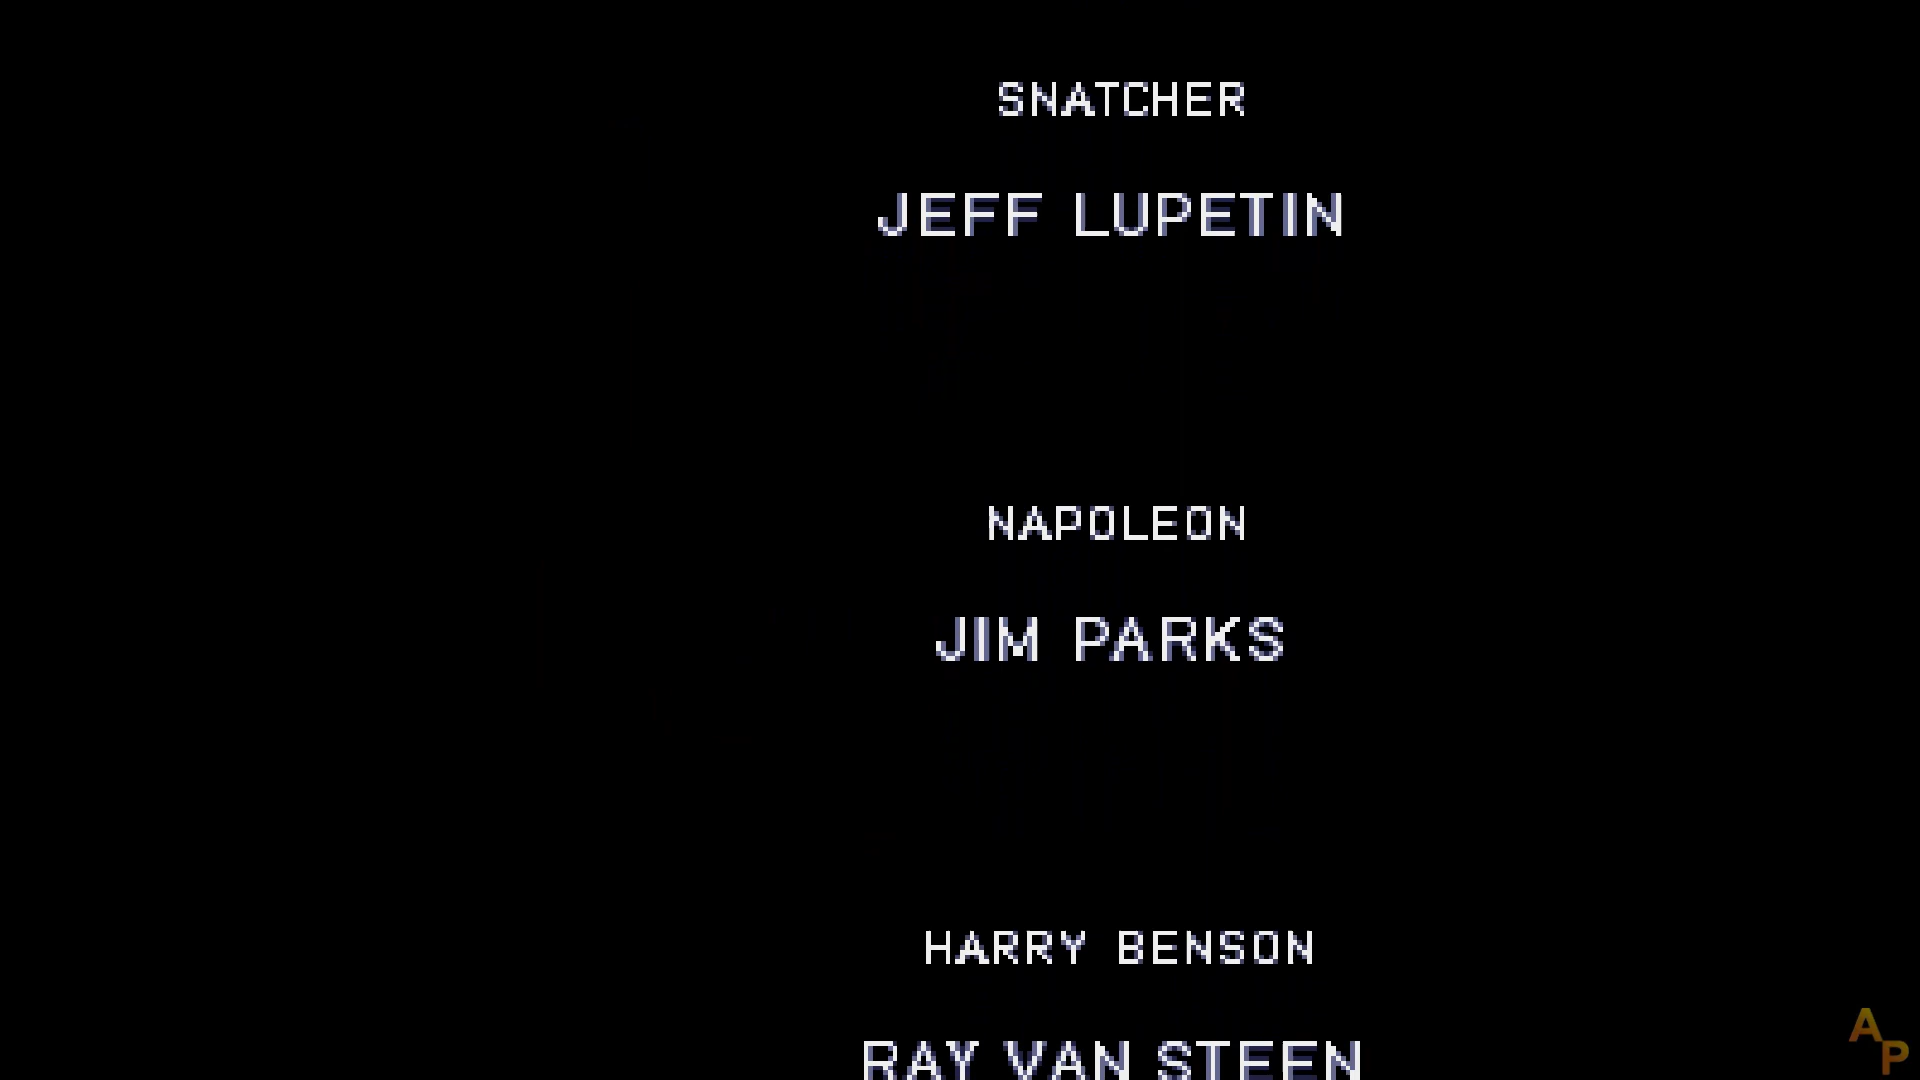 SNATCHER
JEFF LUPETIN
NAPOLEON
JIM PARKS
HARRY BENSON
RAY VAN STEEN
A
P